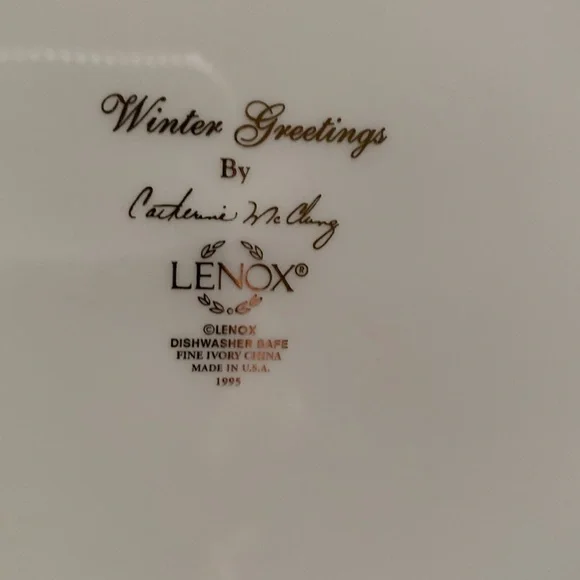 Winter Greetings
By
Catherine McClung
LENOX®
©LENOX
DISHWASHER SAFE
FINE IVORY CHINA
MADE IN U.S.A.
1995